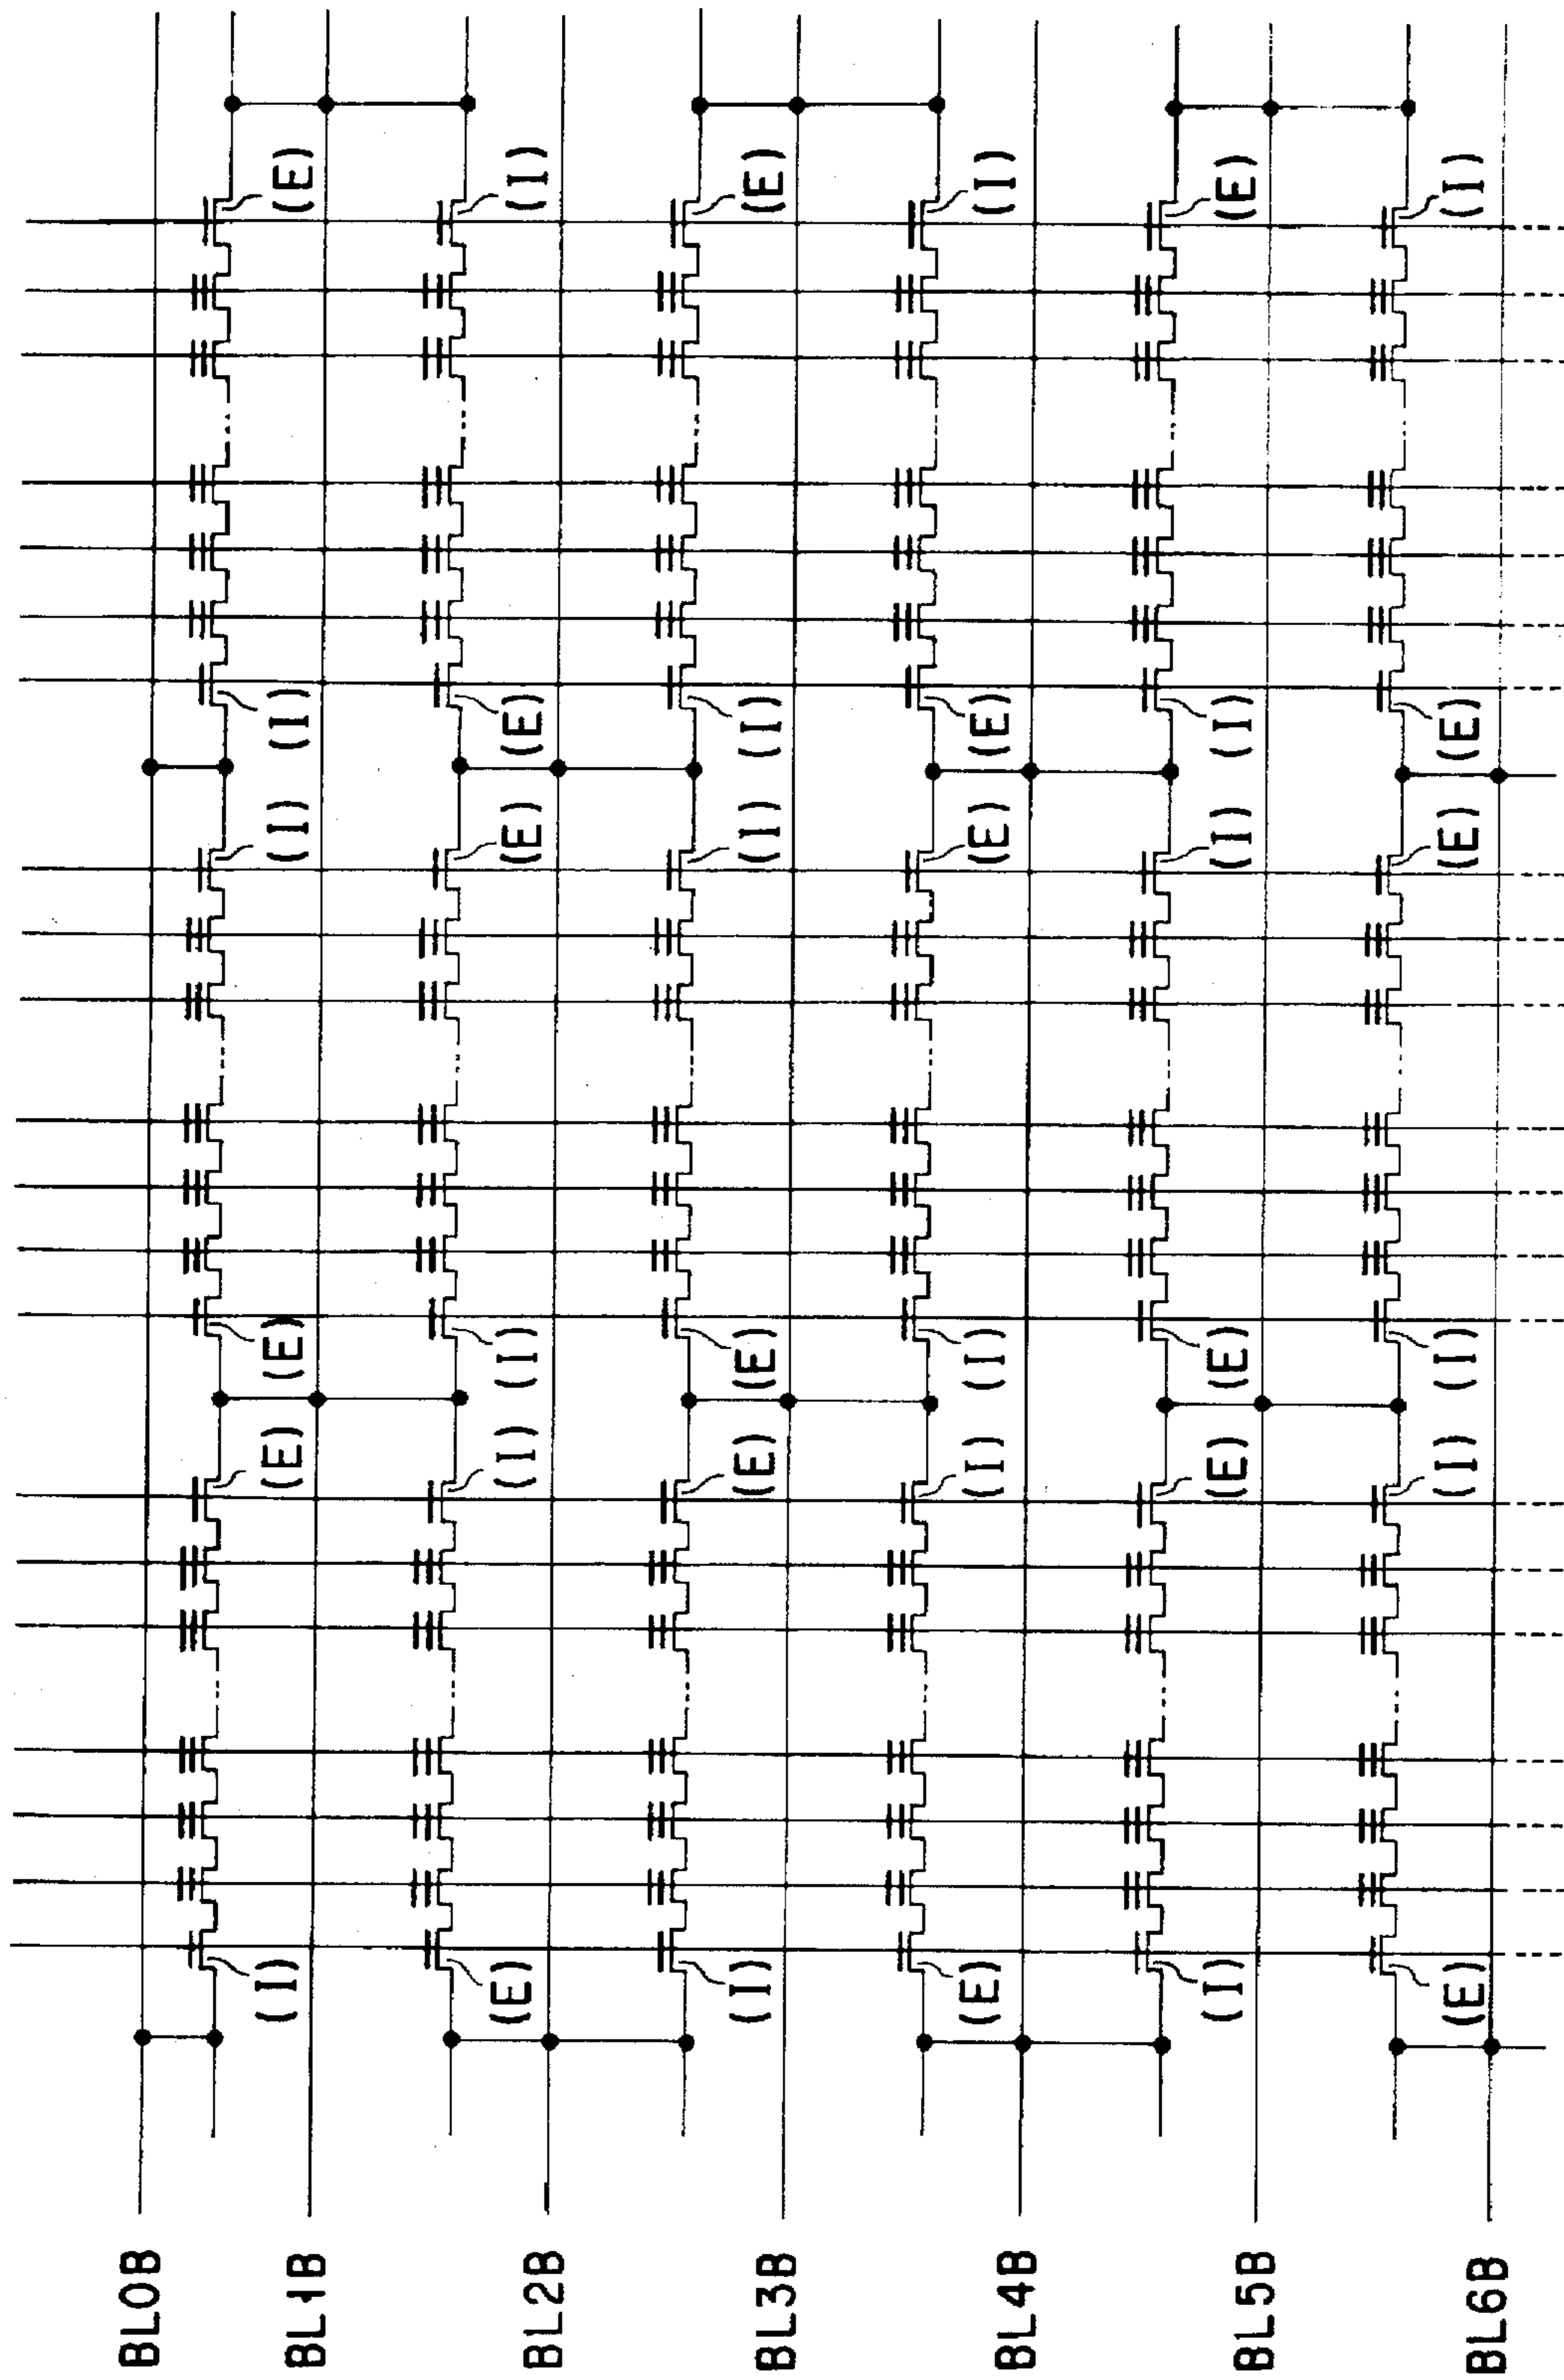 BL0B
(I) (E) (E) (I) (I) (E)
BL1B
(E) (I) (I) (E) (E) (I)
BL2B
(I) (E) (E) (I) (I) (E)
BL3B
(E) (I) (I) (E) (E) (I)
BL4B
(I) (E) (E) (I) (I) (E)
BL5B
(E) (I) (I) (E) (E) (I)
BL6B